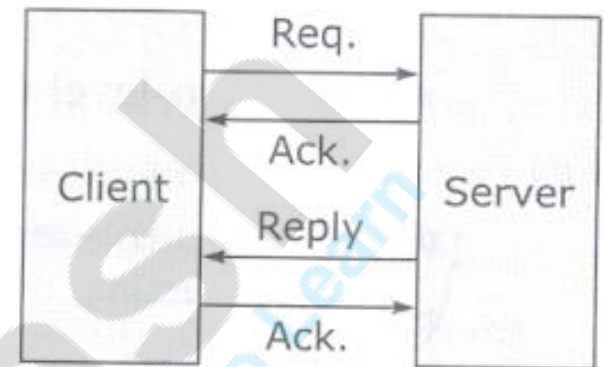 Req.
Ack.
Client
Server
Reply
Ack.